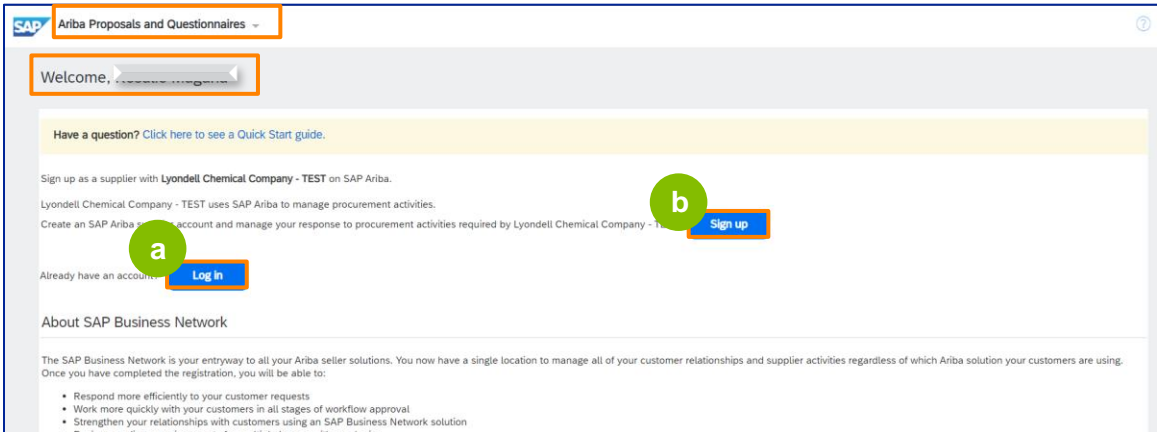 SAP Ariba Proposals and Questionnaires
Welcome,
Have a question? Click here to see a Quick Start guide.
Sign up as a supplier with Lyondell Chemical Company - TEST on SAP Ariba.
Lyondell Chemical Company - TEST uses SAP Ariba to manage procurement activities.
b
Create an SAP Ariba account and manage your response to procurement activities required by Lyondell Chemical Company - Sign up
a
Already have an account? Log in
About SAP Business Network
The SAP Business Network is your entryway to all your Ariba seller solutions. You now have a single location to manage all of your customer relationships and supplier activities regardless of which Ariba solution your customers are using.
Once you have completed the registration, you will be able to:
• Respond more efficiently to your customer requests
• Work more quickly with your customers in all stages of workflow approval
• Strengthen your relationships with customers using an SAP Business Network solution